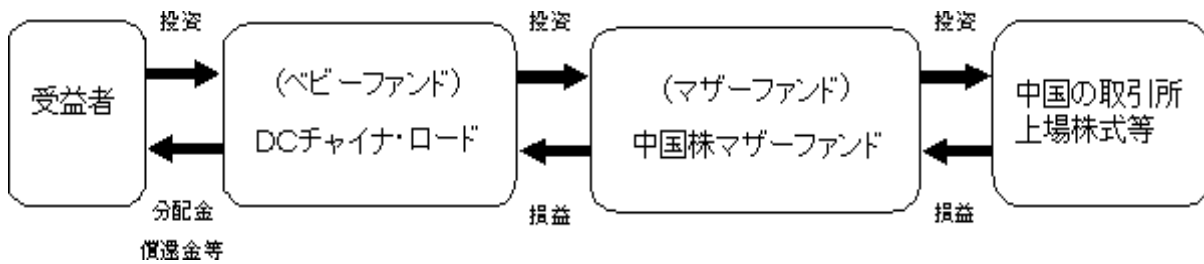 投資
投資
投資
受益者
(ベビーファンド)
DCチャイナ・ロード
(マザーファンド)
中国株マザーファンド
中国の取引所
上場株式等
分配金
償還金等
損益
損益